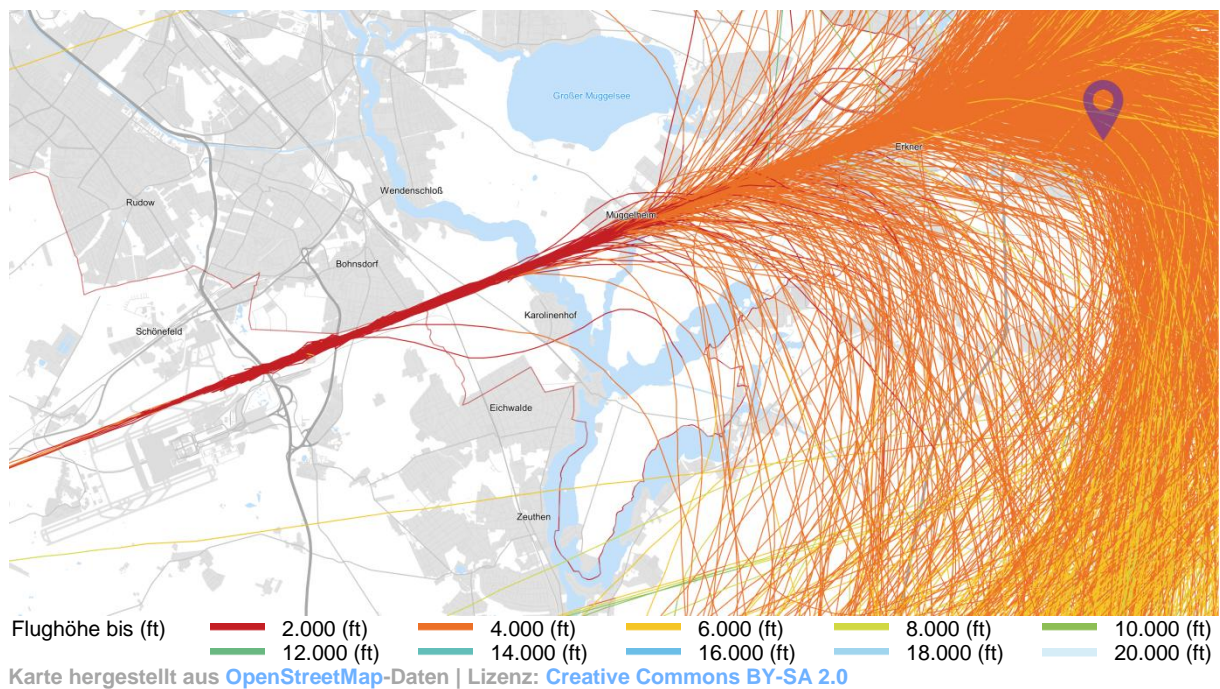 Großer Müggelsee
Erkner
Wendenschloß
Rudow
Müggelheim
Bohnsdorf
Karolinenhof
Schönefeld
Eichwalde
Zeuthen
Flughöhe bis (ft) 2.000 (ft) 4.000 (ft) 6.000 (ft) 8.000 (ft) 10.000 (ft)
12.000 (ft) 14.000 (ft) 16.000 (ft) 18.000 (ft) 20.000 (ft)
Karte hergestellt aus OpenStreetMap-Daten | Lizenz: Creative Commons BY-SA 2.0